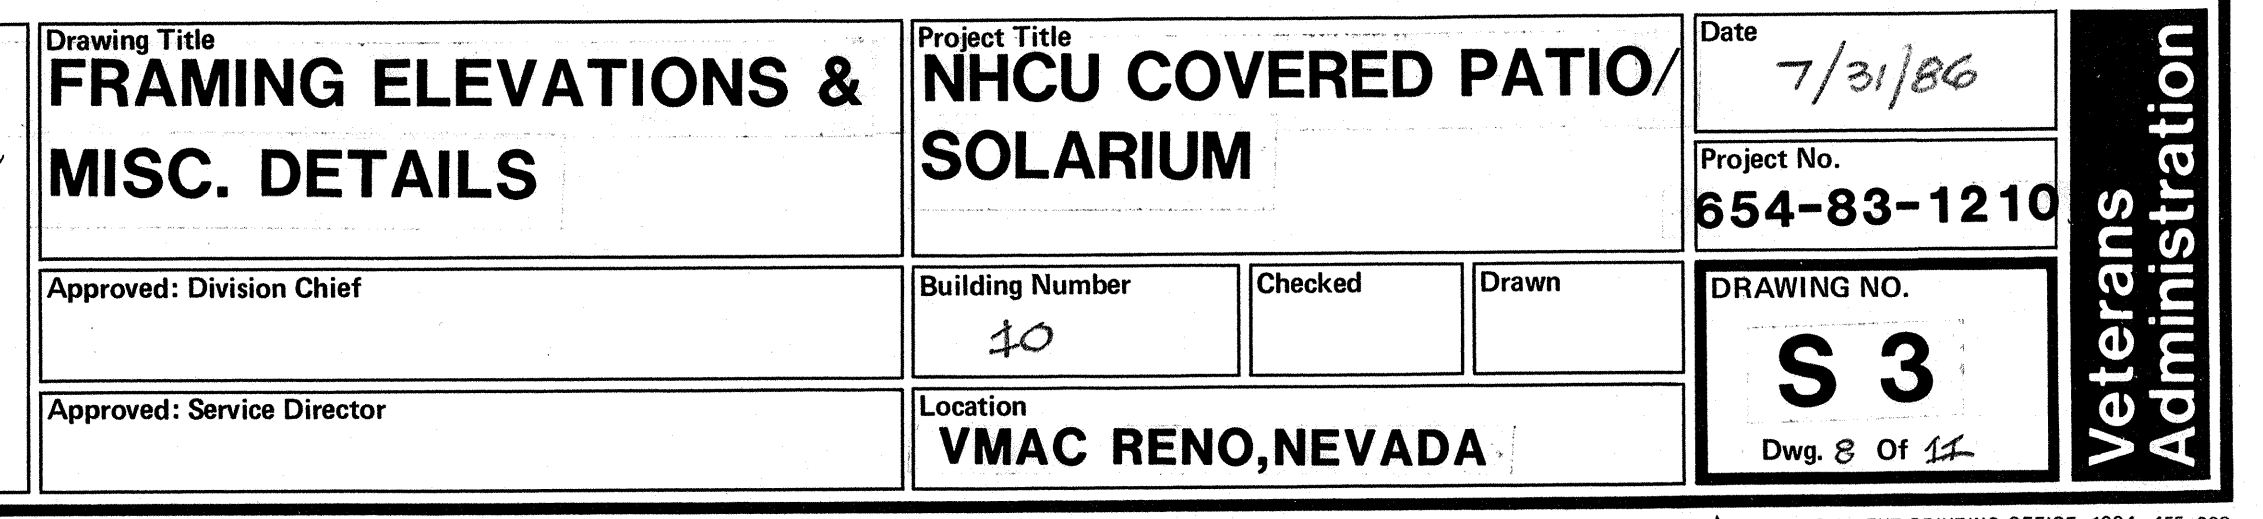 Drawing Title
FRAMING ELEVATIONS &
MISC. DETAILS
Approved: Division Chief
Approved: Service Director
Project Title
NHCU COVERED PATIO/
SOLARIUM
Building Number
10
Checked
Drawn
Location
VMAC RENO,NEVADA
Date
7/31/86
Project No.
654-83-1210
DRAWING NO.
S 3
Dwg. 8 Of 11
Veterans
Administration